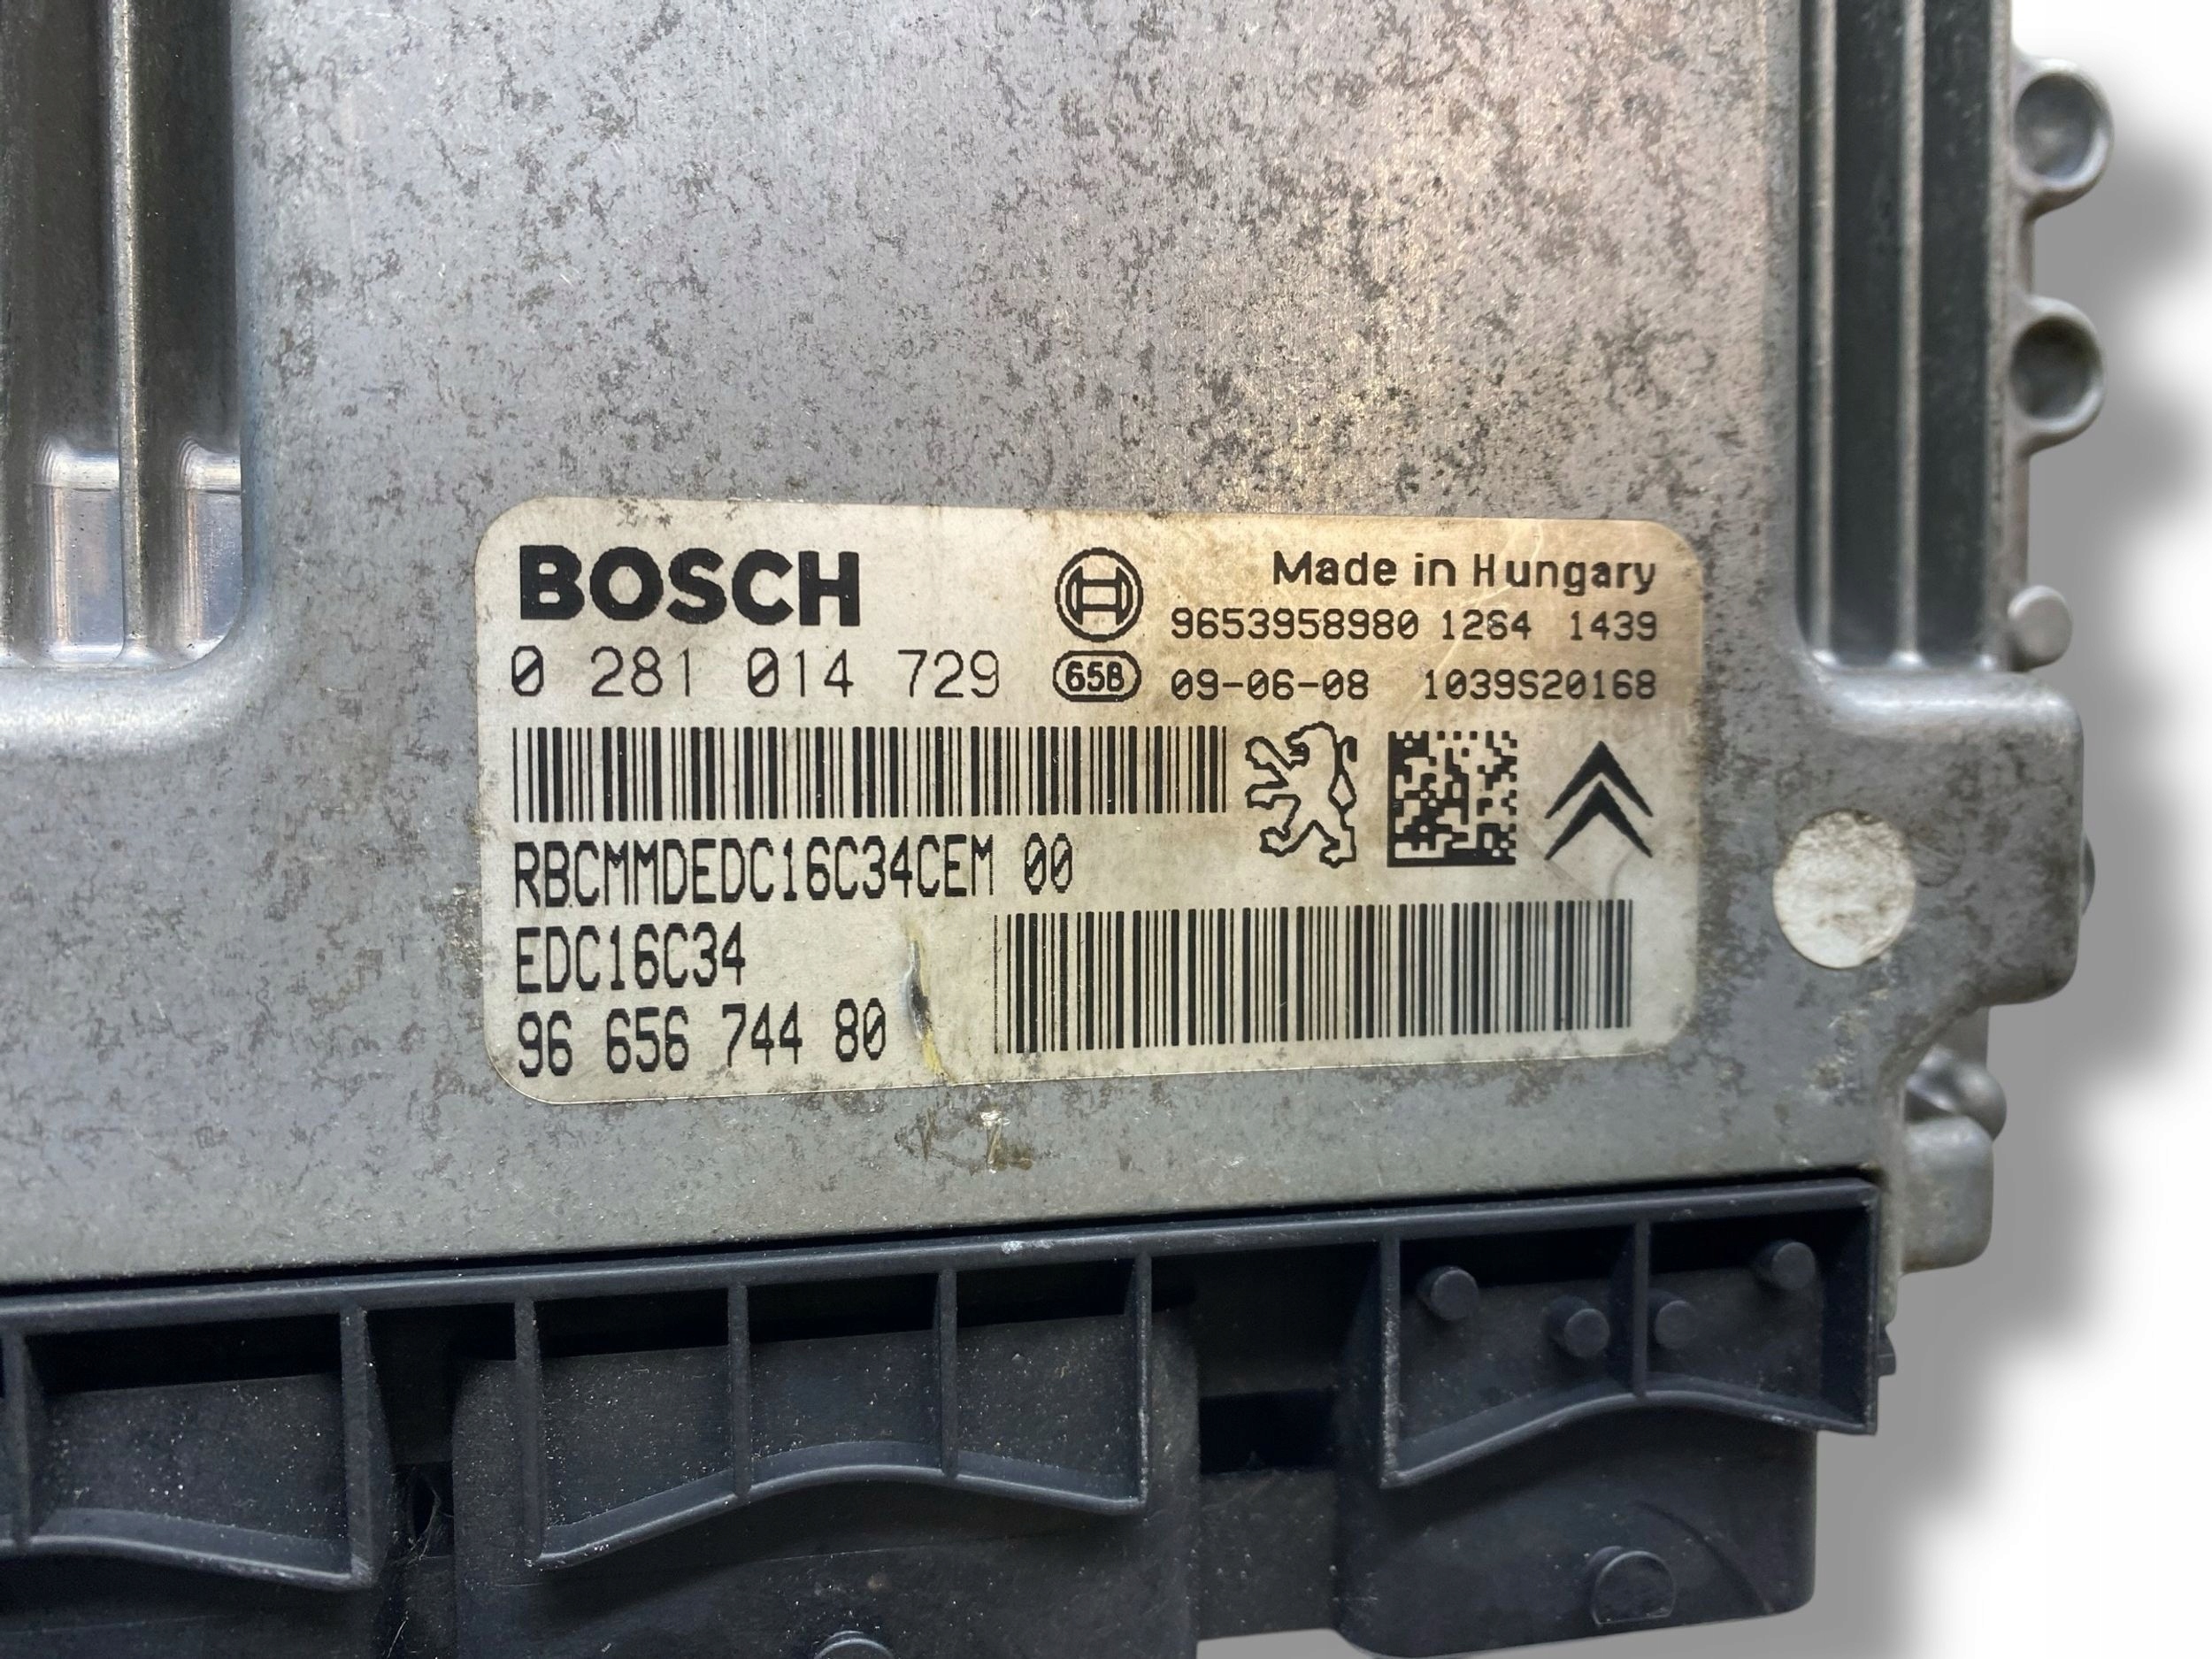 BOSCH
Made in Hungary
9653958980 1264 1439
0 281 014 729
65B
09-06-08 1039S20168
RBCMMDEDC16C34CEM 00
EDC16C34
96 656 744 80